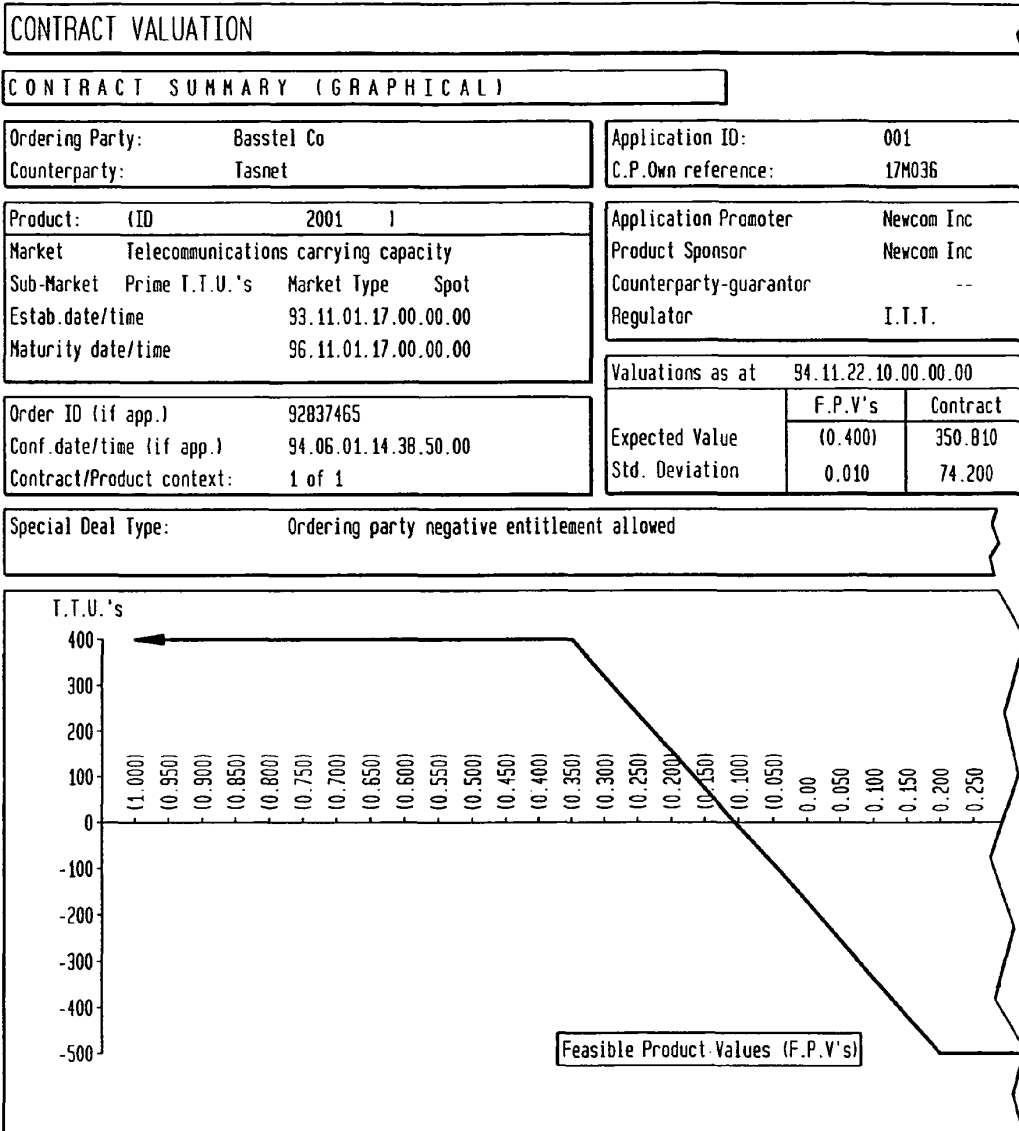 CONTRACT VALUATION
CONTRACT SUMMARY (GRAPHICAL)
Ordering Party: Basstel Co
Counterparty: Tasnet
Application ID: 001
C.P.Own reference: 17M036
Product: (ID 2001 )
Market Telecommunications carrying capacity
Sub-Market Prime T.T.U.'s Market Type Spot
Estab.date/time 93.11.01.17.00.00.00
Maturity date/time 96.11.01.17.00.00.00
Application Promoter Newcom Inc
Product Sponsor Newcom Inc
Counterparty-guarantor --
Regulator I.T.T.
Valuations as at 94.11.22.10.00.00.00
F.P.V's Contract
Expected Value (0.400) 350.810
Std. Deviation 0.010 74.200
Order ID (if app.) 92837465
Conf.date/time (if app.) 94.06.01.14.38.50.00
Contract/Product context: 1 of 1
Special Deal Type: Ordering party negative entitlement allowed
T.T.U.'s
400
300
200
100
0
-100
-200
-300
-400
-500
(1.000) (0.950) (0.900) (0.850) (0.800) (0.750) (0.700) (0.650) (0.600) (0.550) (0.500) (0.450) (0.400) (0.350) (0.300) (0.250) (0.200) (0.150) (0.100) (0.050) 0.00 0.050 0.100 0.150 0.200 0.250
Feasible Product Values (F.P.V's)